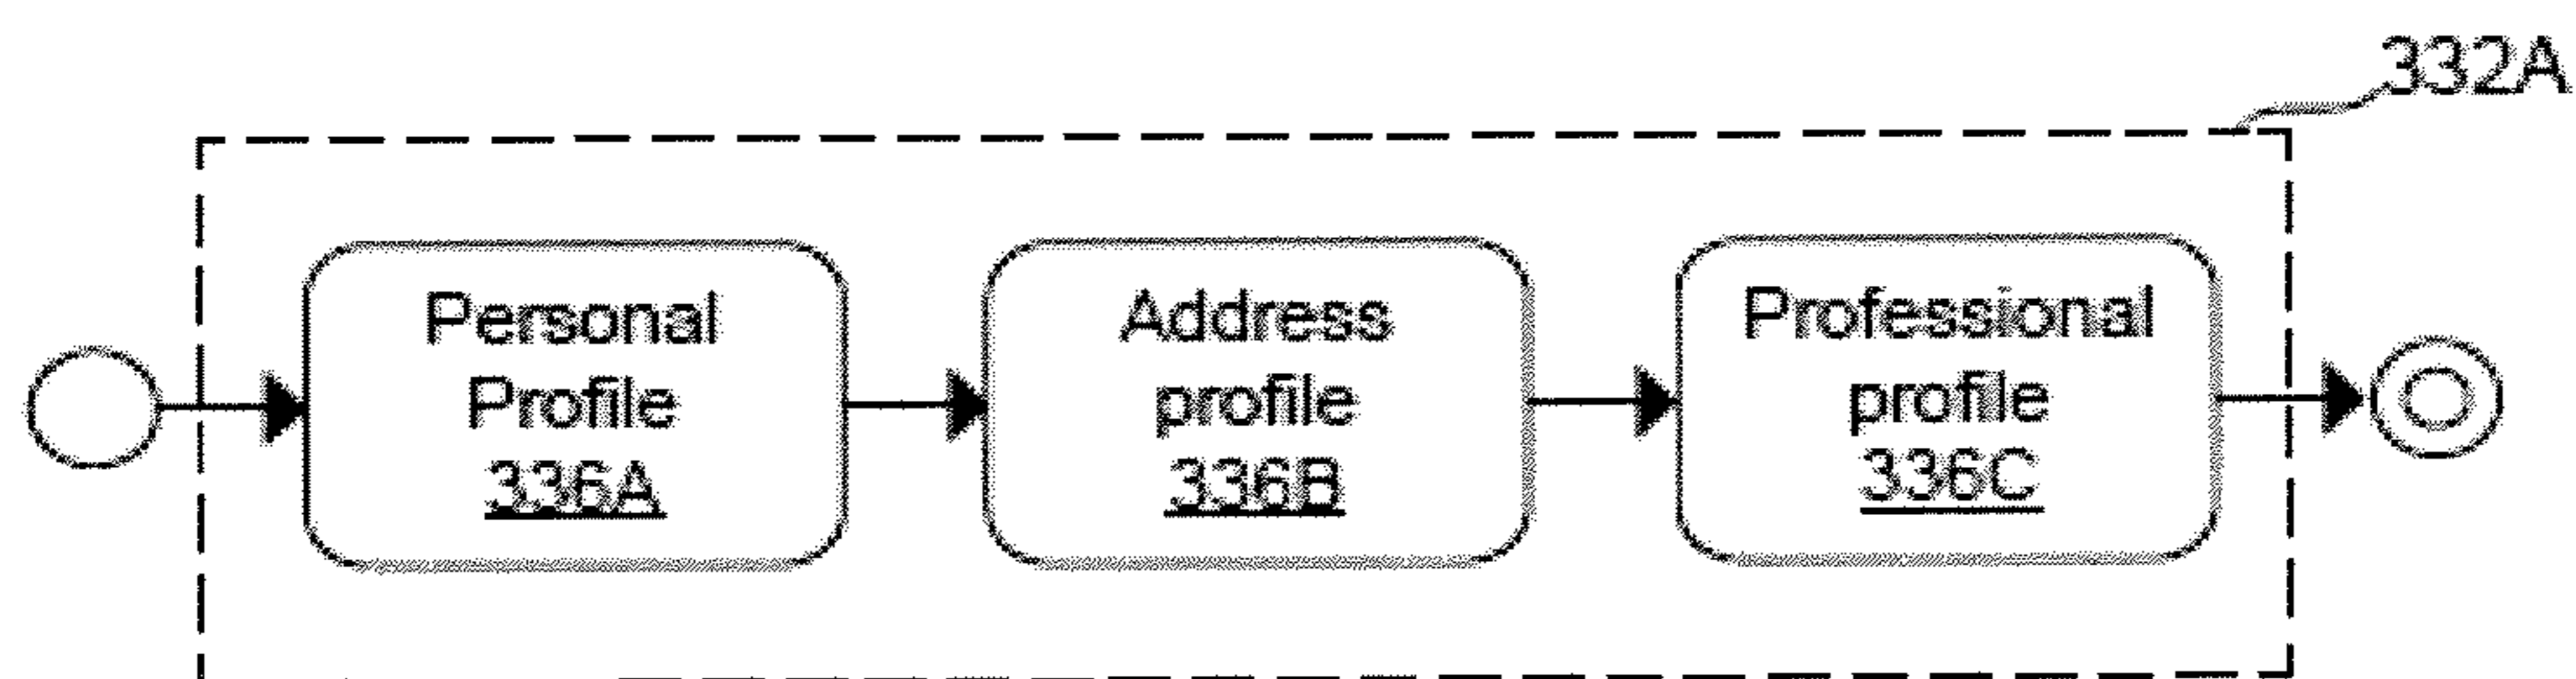 332A
Personal
Profile
336A
Address
profile
336B
Professional
profile
336C